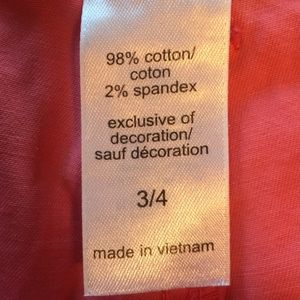 98% cotton/
coton
2% spandex
exclusive of
decoration/
sauf décoration
3/4
made in vietnam